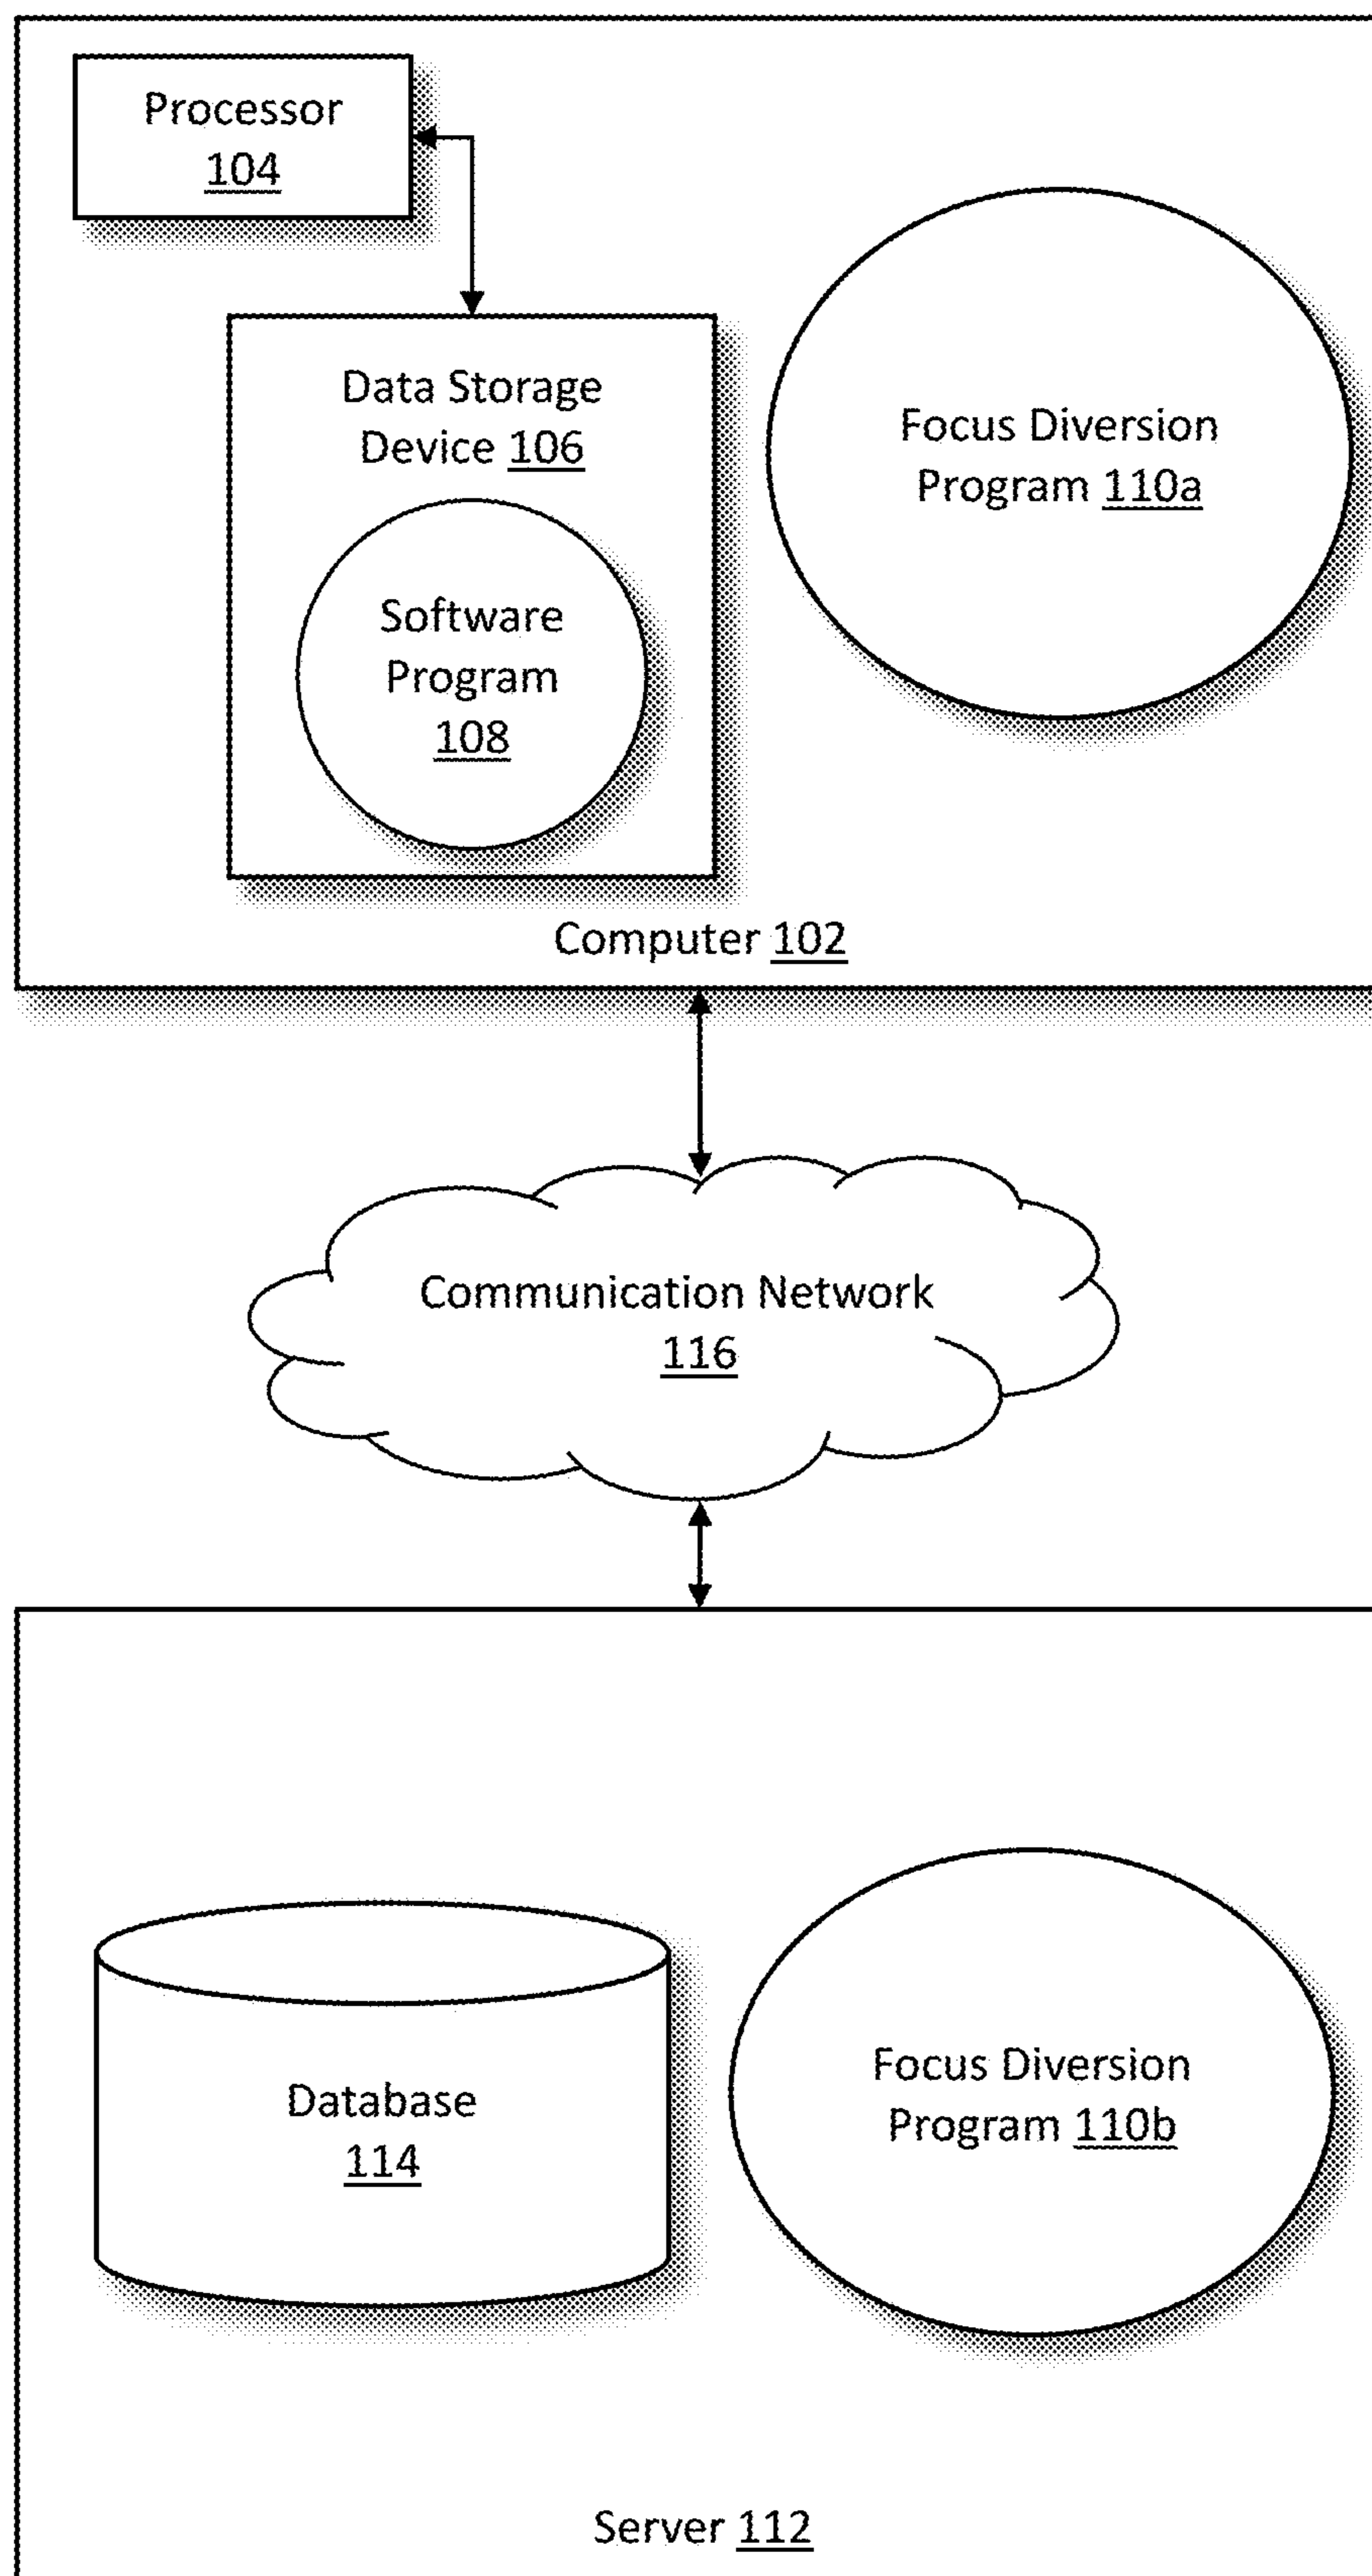 Processor
104
Data Storage
Device 106
Software
Program
108
Focus Diversion
Program 110a
Computer 102
Communication Network
116
Database
114
Focus Diversion
Program 110b
Server 112